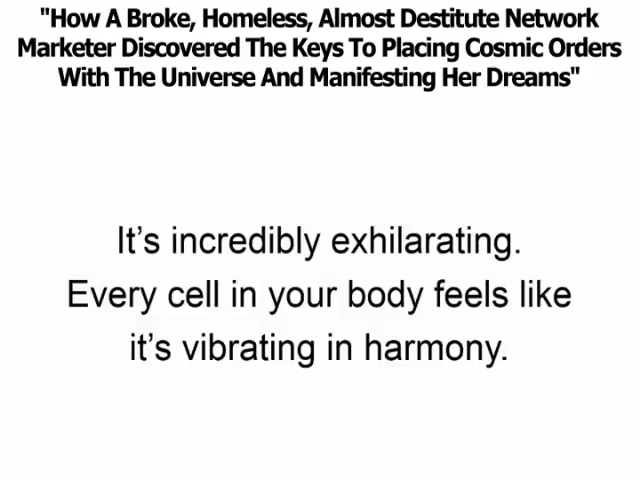 "How A Broke, Homeless, Almost Destitute Network
Marketer Discovered The Keys To Placing Cosmic Orders
With The Universe And Manifesting Her Dreams"
It’s incredibly exhilarating.
Every cell in your body feels like
it’s vibrating in harmony.